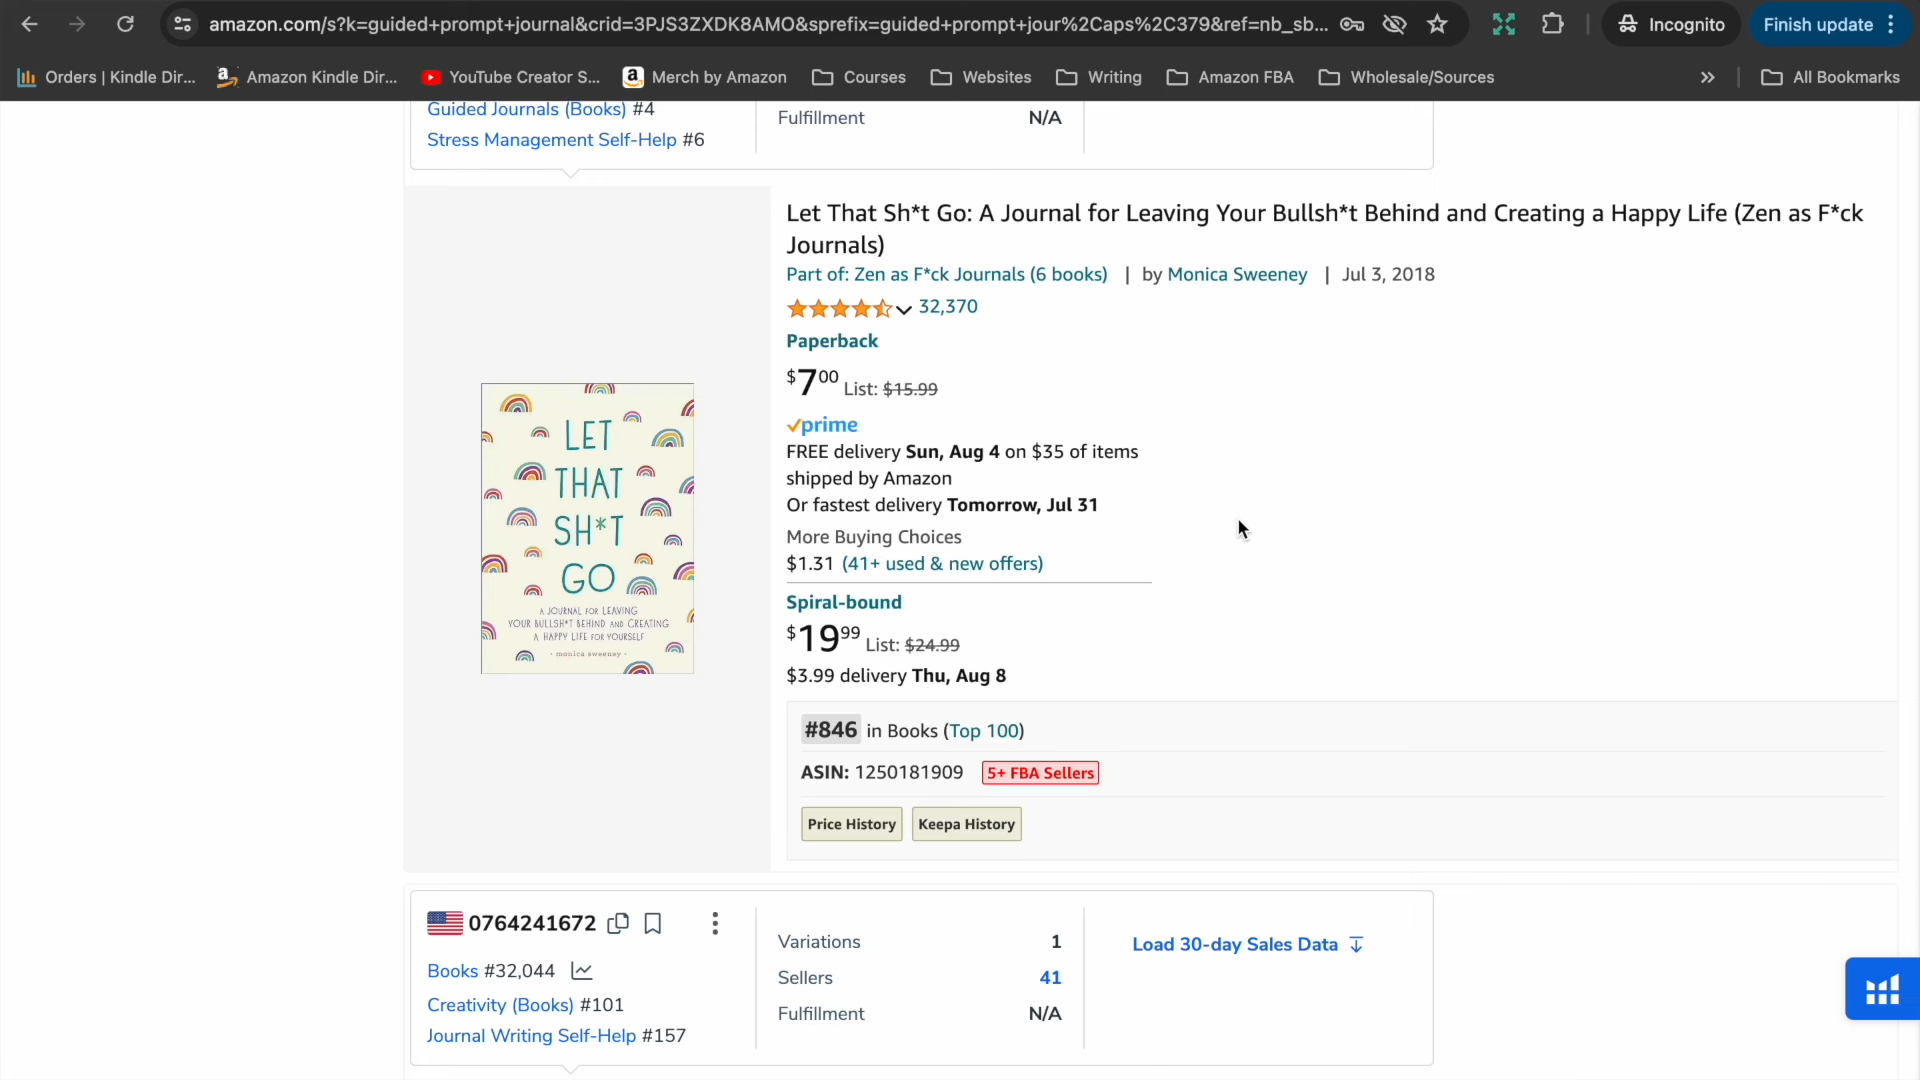 amazon.com/s?k=guided+prompt+journal&crid=3PJS3ZXDK8AMO&sprefix=guided+prompt+jour%2Caps%2C379&ref=nb_sb...
Incognito
Finish update
Orders | Kindle Dir...
Amazon Kindle Dir...
YouTube Creator S...
Merch by Amazon
Courses
Websites
Writing
Amazon FBA
Wholesale/Sources
All Bookmarks
Guided Journals (Books) #4
Stress Management Self-Help #6
Fulfillment N/A
Let That Sh*t Go: A Journal for Leaving Your Bullsh*t Behind and Creating a Happy Life (Zen as F*ck
Journals)
Part of: Zen as F*ck Journals (6 books) | by Monica Sweeney | Jul 3, 2018
32,370
Paperback
$700 List: $15.99
prime
FREE delivery Sun, Aug 4 on $35 of items
shipped by Amazon
Or fastest delivery Tomorrow, Jul 31
More Buying Choices
$1.31 (41+ used & new offers)
Spiral-bound
$1999 List: $24.99
$3.99 delivery Thu, Aug 8
LET
THAT
SH*T
GO
A JOURNAL FOR LEAVING
YOUR BULLSH*T BEHIND AND CREATING
A HAPPY LIFE FOR YOURSELF
· monica sweeney ·
#846 in Books (Top 100)
ASIN: 1250181909 5+ FBA Sellers
Price History
Keepa History
0764241672
Books #32,044
Creativity (Books) #101
Journal Writing Self-Help #157
Variations 1
Sellers 41
Fulfillment N/A
Load 30-day Sales Data